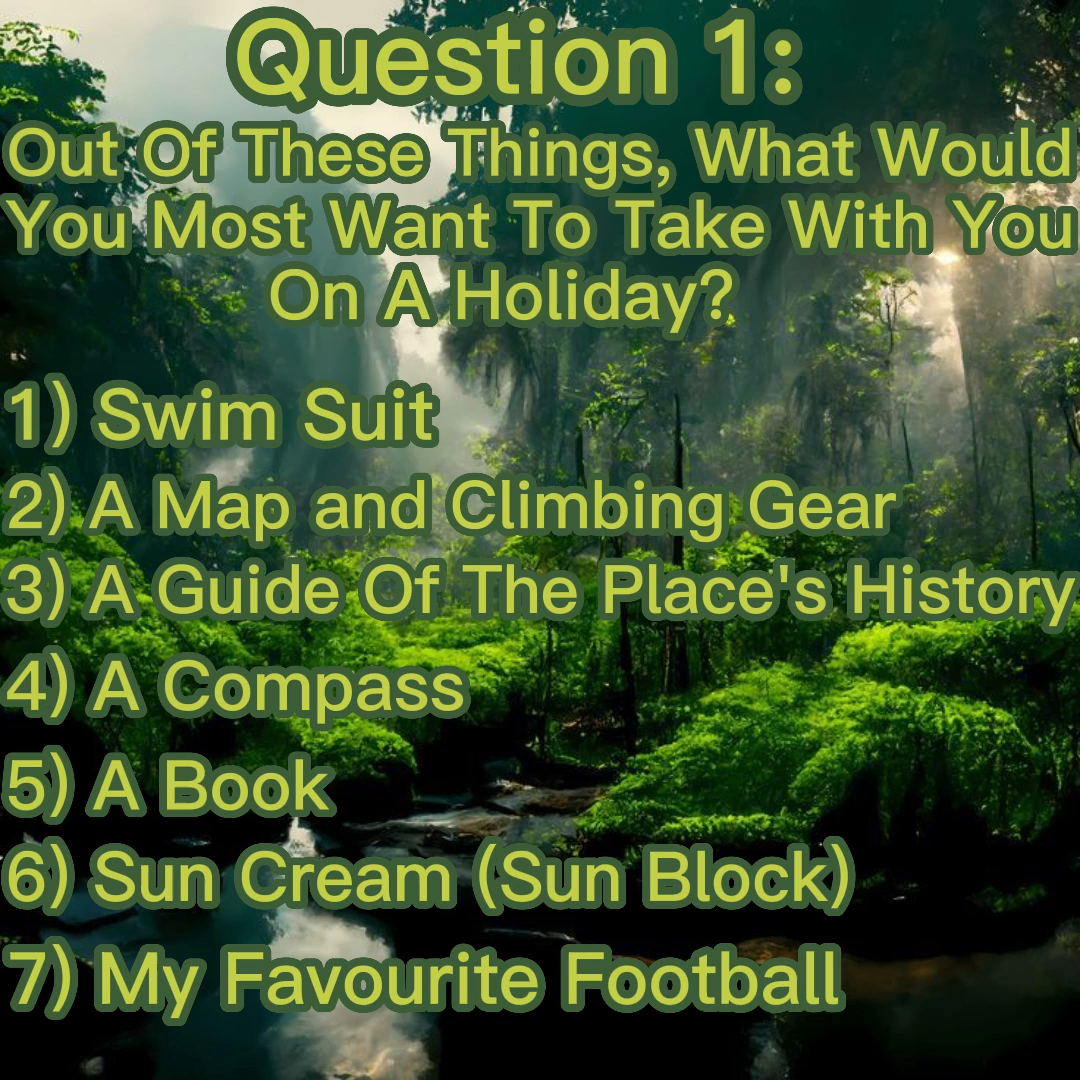 Question 1:
Out Of These Things, What Would
You Most Want To Take With You
On A Holiday?
1) Swim Suit
2) A Map and Climbing Gear
3) A Guide Of The Place's History
4) A Compass
5) A Book
6) Sun Cream (Sun Block)
7) My Favourite Football